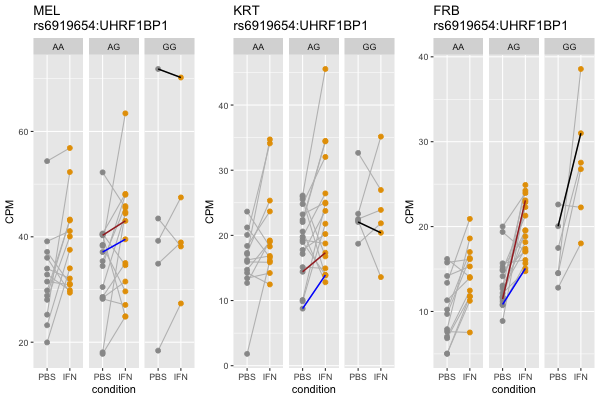 MEL
rs6919654:UHRF1BP1
AA AG GG
CPM
60
40
20
PBS IFN PBS IFN PBS IFN
condition
KRT
rs6919654:UHRF1BP1
AA AG GG
CPM
40
30
20
10
0
PBS IFN PBS IFN PBS IFN
condition
FRB
rs6919654:UHRF1BP1
AA AG GG
CPM
40
30
20
10
PBS IFN PBS IFN PBS IFN
condition